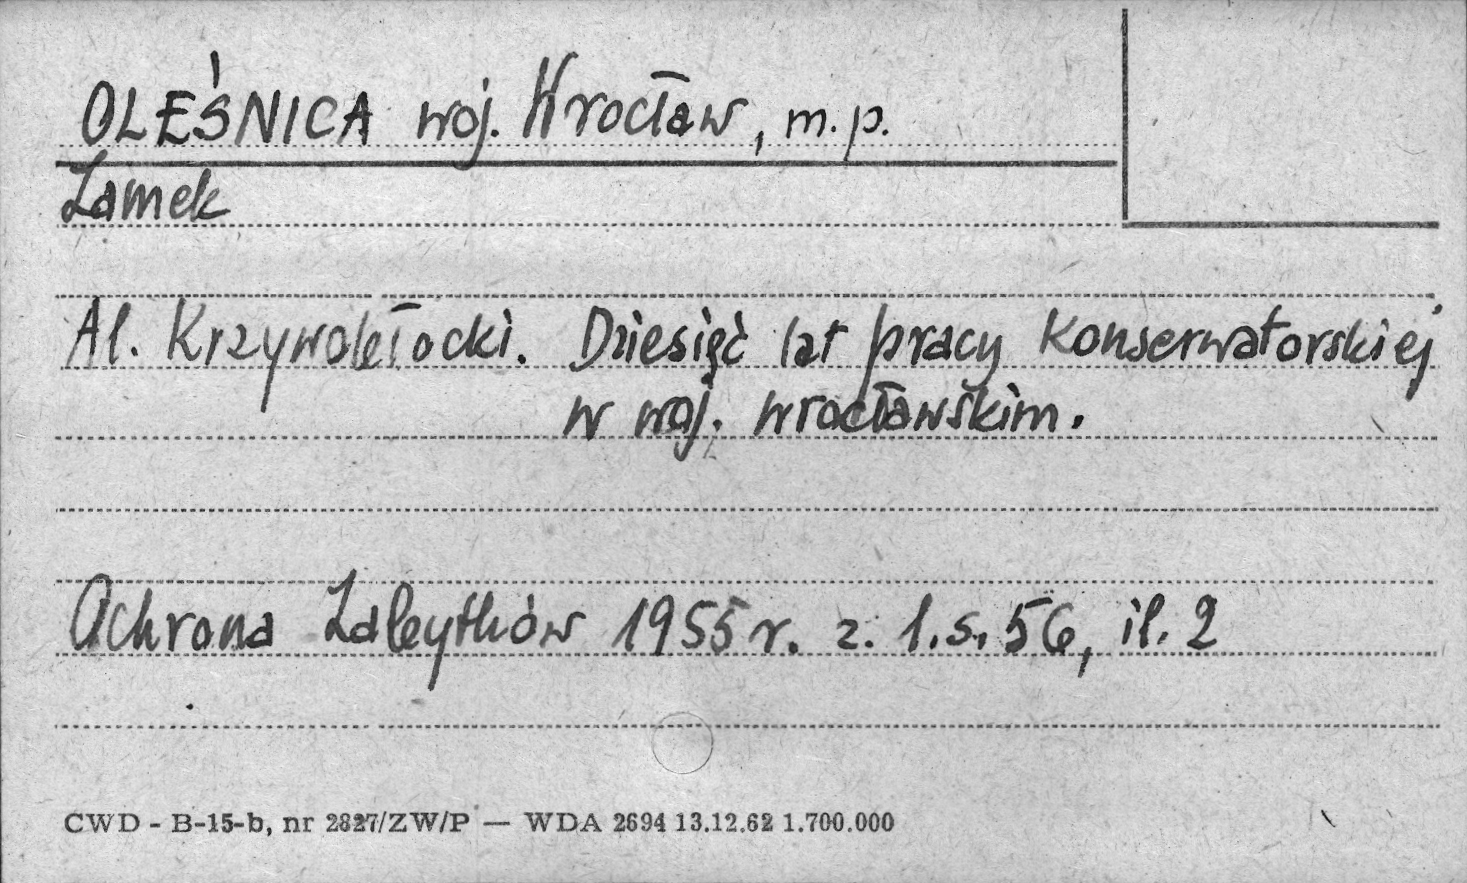 OLEŚNICA woj. Wrocław, m.p.
Zamek
Al. Krzywobłocki. Dziesięć lat pracy konserwatorskiej
w woj. wrocławskim.
Ochrona Zabytków 1955 r. z. 1. s. 56, il. 2
CWD - B-15-b, nr 2827/ZW/P — WDA 2694 13.12.62 1.700.000